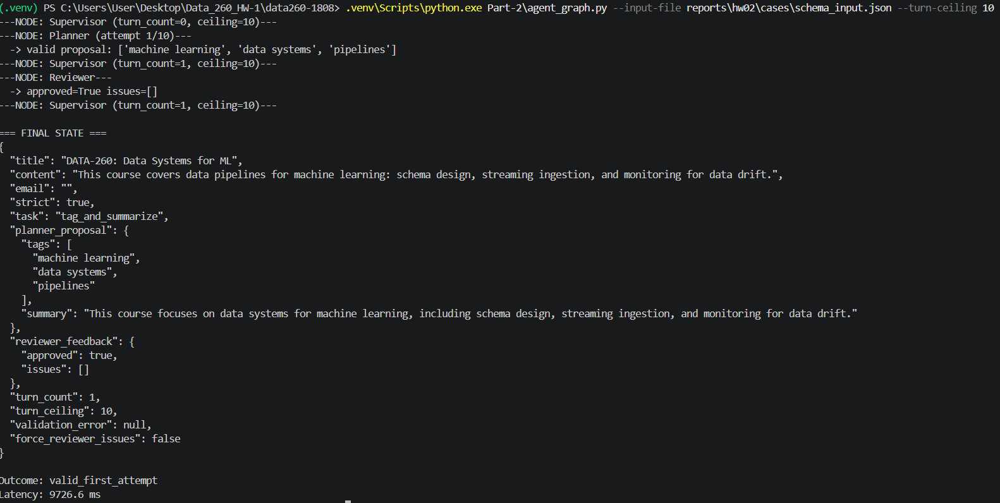 (.venv) PS C:\Users\User\Desktop\Data_260_HW-1\data260-1808> .venv\Scripts\python.exe Part-2\agent_graph.py --input-file reports\hw02\cases\schema_input.json --turn-ceiling 10
---NODE: Supervisor (turn_count=0, ceiling=10)---
---NODE: Planner (attempt 1/10)---
  -> valid proposal: ['machine learning', 'data systems', 'pipelines']
---NODE: Supervisor (turn_count=1, ceiling=10)---
---NODE: Reviewer---
  -> approved=True issues=[]
---NODE: Supervisor (turn_count=1, ceiling=10)---

=== FINAL STATE ===
{
  "title": "DATA-260: Data Systems for ML",
  "content": "This course covers data pipelines for machine learning: schema design, streaming ingestion, and monitoring for data drift.",
  "email": "",
  "strict": true,
  "task": "tag_and_summarize",
  "planner_proposal": {
    "tags": [
      "machine learning",
      "data systems",
      "pipelines"
    ],
    "summary": "This course focuses on data systems for machine learning, including schema design, streaming ingestion, and monitoring for data drift."
  },
  "reviewer_feedback": {
    "approved": true,
    "issues": []
  },
  "turn_count": 1,
  "turn_ceiling": 10,
  "validation_error": null,
  "force_reviewer_issues": false
}

Outcome: valid_first_attempt
Latency: 9726.6 ms